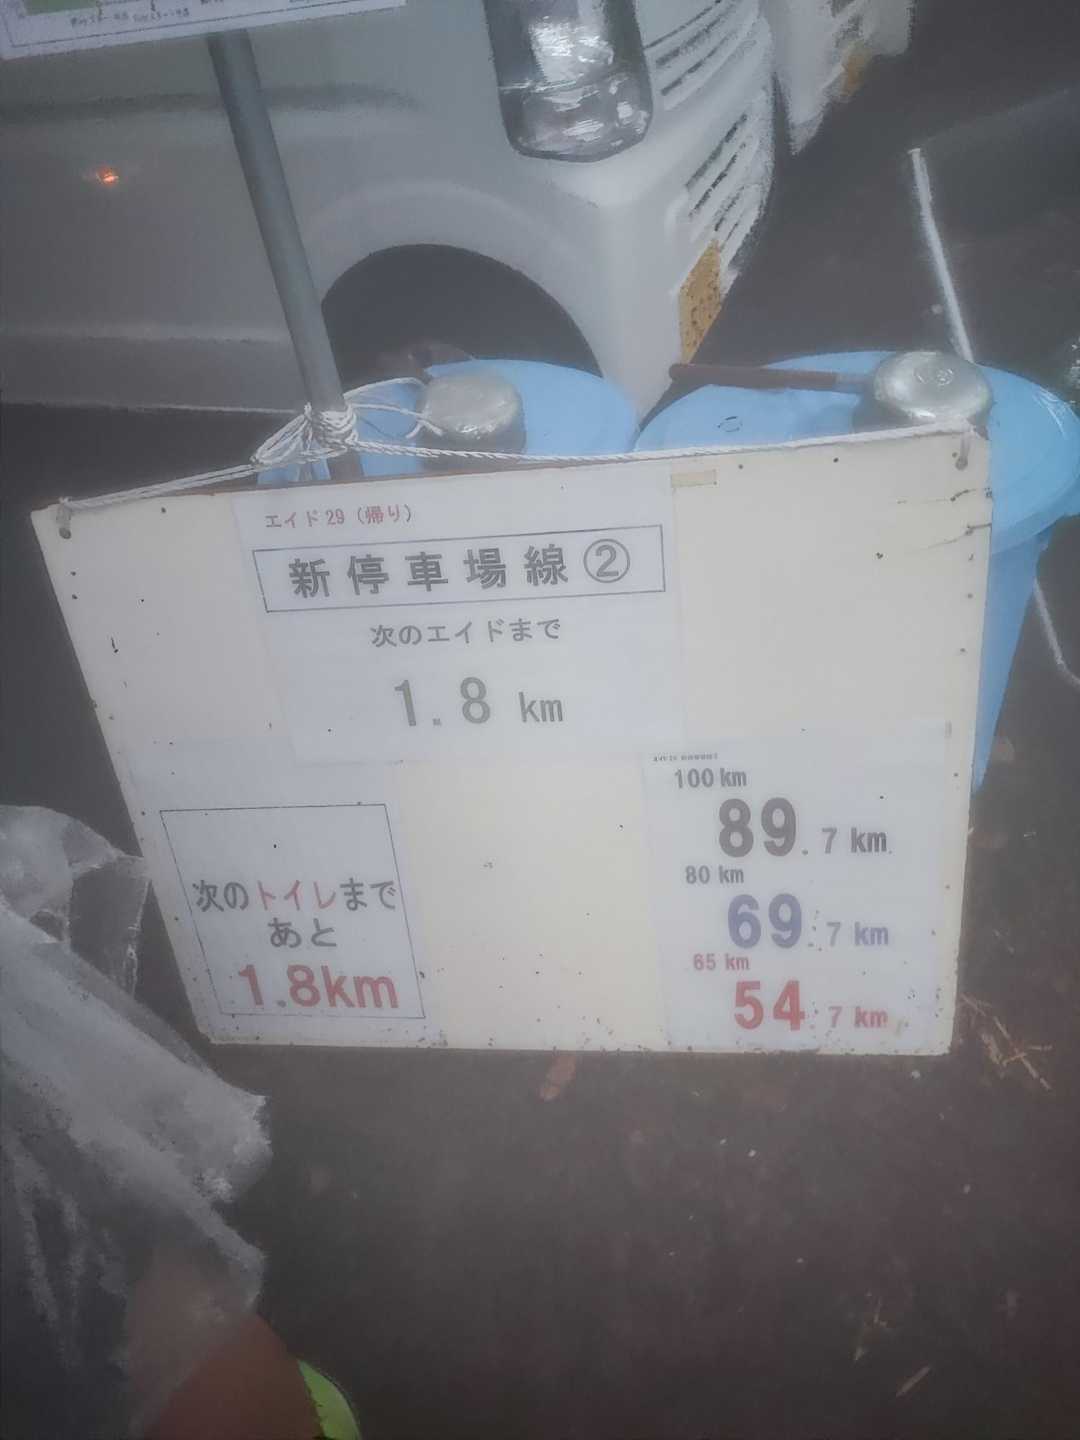 エイド29（帰り）
新停車場線②
次のエイドまで
1.8 km
次のトイレまで
あと
1.8km
100km
89.7 km
80 km
69.7 km
65 km
54.7 km